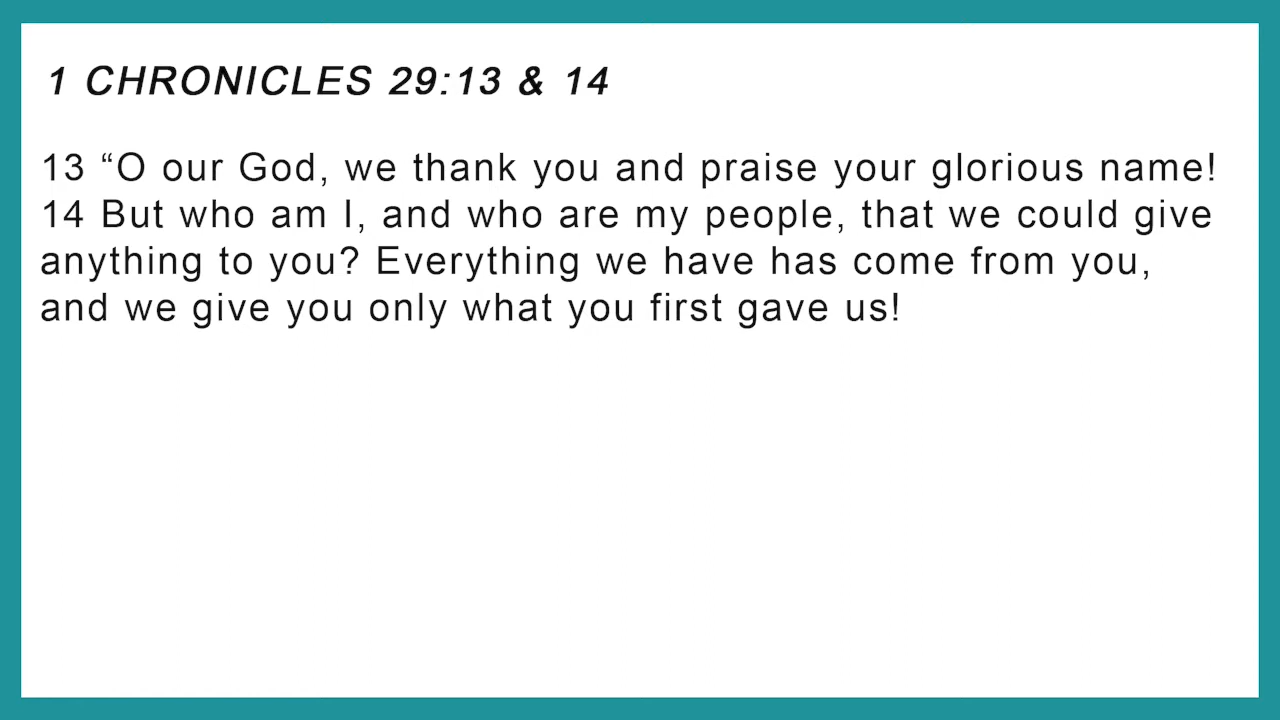 1 CHRONICLES 29:13 & 14
13 “O our God, we thank you and praise your glorious name!
14 But who am I, and who are my people, that we could give
anything to you? Everything we have has come from you,
and we give you only what you first gave us!